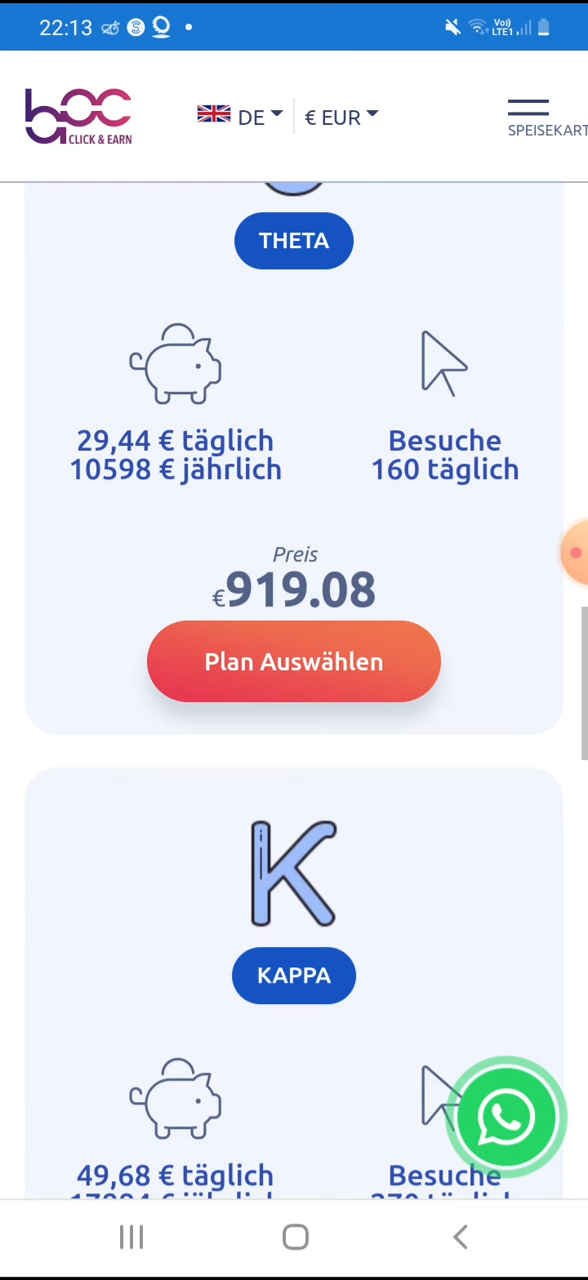 22:13
Vo))
LTE1
boc
CLICK & EARN
DE
€ EUR
SPEISEKART
THETA
29,44 € täglich
10598 € jährlich
Besuche
160 täglich
Preis
€919.08
Plan Auswählen
K
KAPPA
49,68 € täglich
Besuche